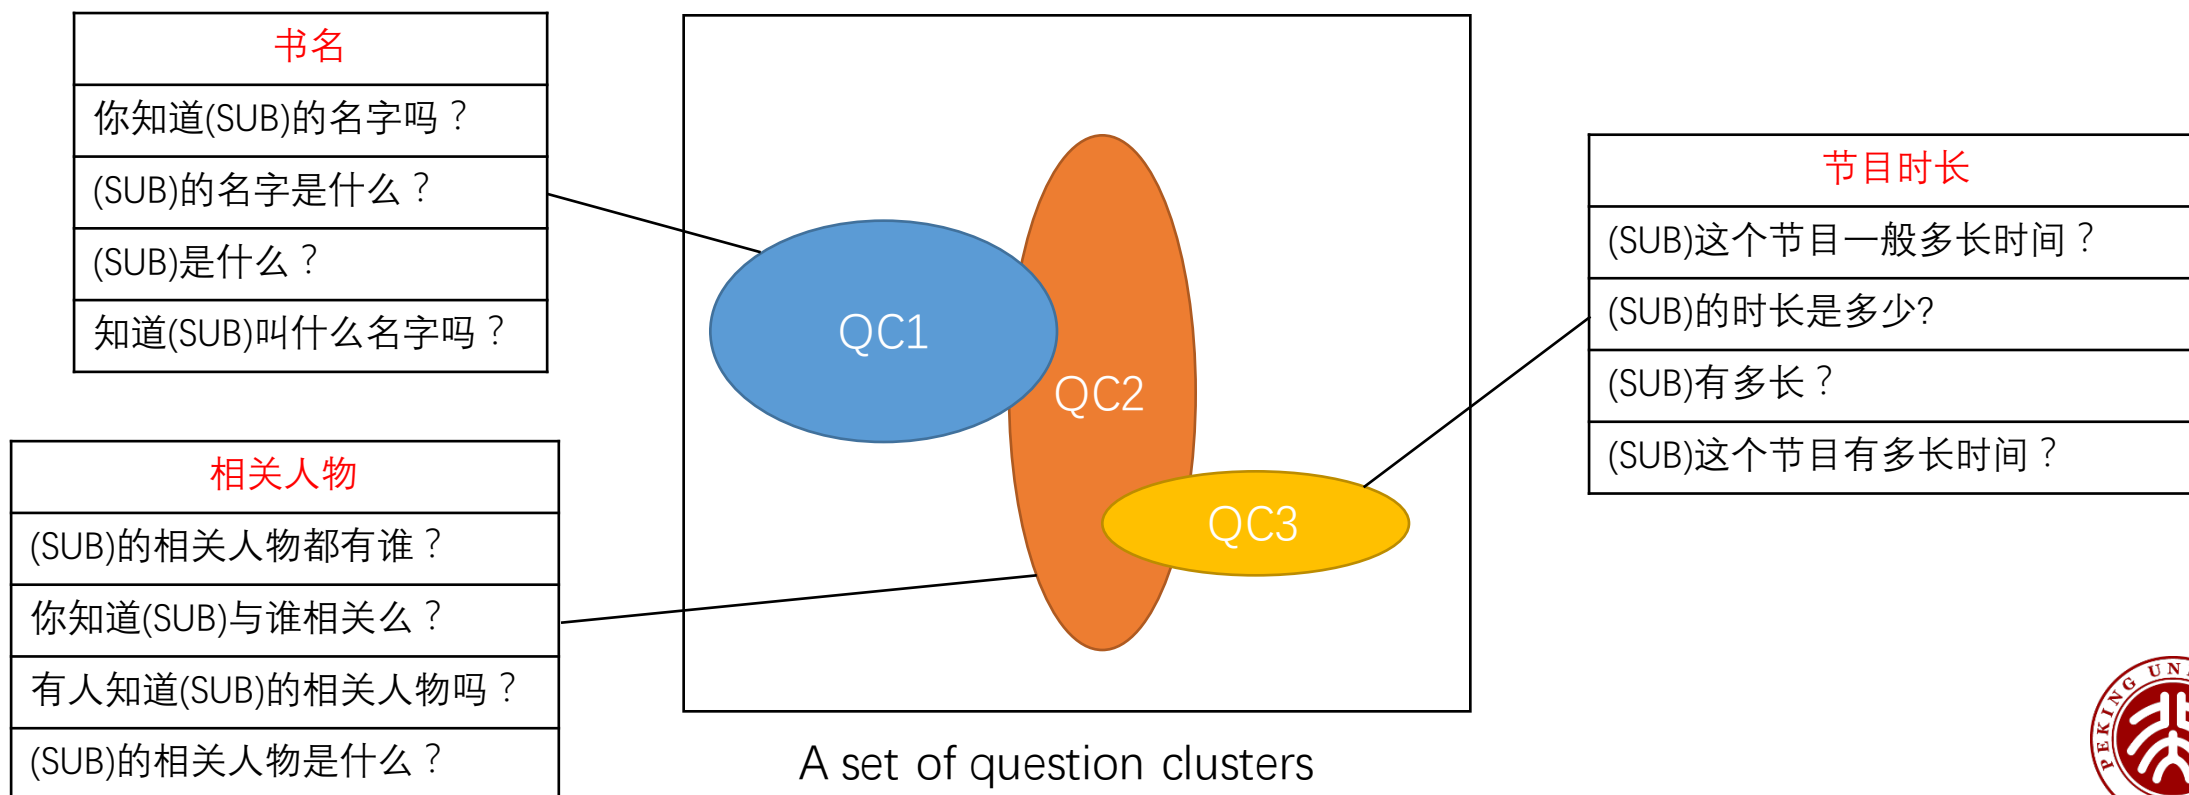 书名
你知道(SUB)的名字吗？
(SUB)的名字是什么？
(SUB)是什么？
知道(SUB)叫什么名字吗？
相关人物
(SUB)的相关人物都有谁？
你知道(SUB)与谁相关么？
有人知道(SUB)的相关人物吗？
(SUB)的相关人物是什么？
QC1
QC2
QC3
A set of question clusters
节目时长
(SUB)这个节目一般多长时间？
(SUB)的时长是多少?
(SUB)有多长？
(SUB)这个节目有多长时间？
PEKING